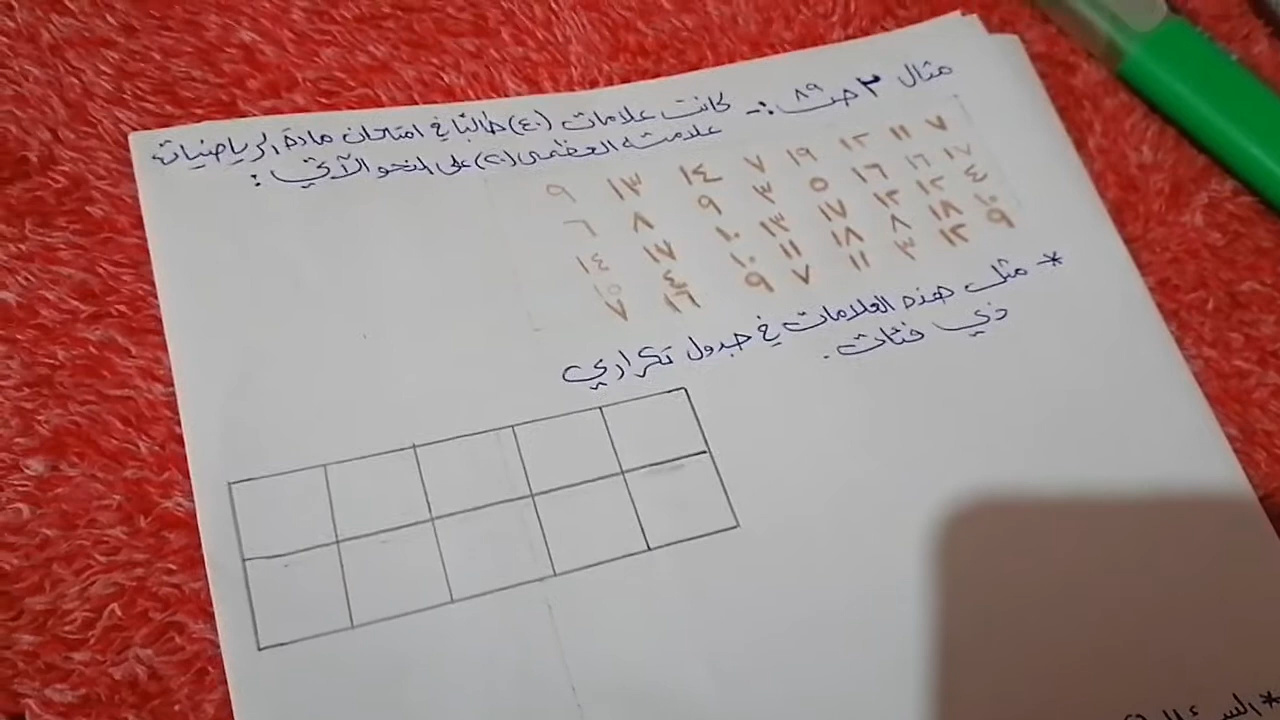 مثال ٣ صـ ٨٩ :- كانت علامات (٤٠) طالبًا في امتحان مادة الرياضيات
علامته العظمى (٢٠) على النحو الآتي :
٧ ١١ ١٢ ١٩ ٧ ١٤ ١٣ ٩
١٧ ١٦ ١٦ ٥ ٣ ٩ ٨ ٦
٤ ١٢ ١٢ ١٧ ١٣ ١٠ ١٧ ١٤
١٠ ١٨ ٨ ١٨ ١١ ١٠ ٤ ١٥
٩ ١٢ ٣ ١١ ٧ ٩ ١٦ ٧
* مثل هذه العلامات في جدول تكراري
ذي فئات .